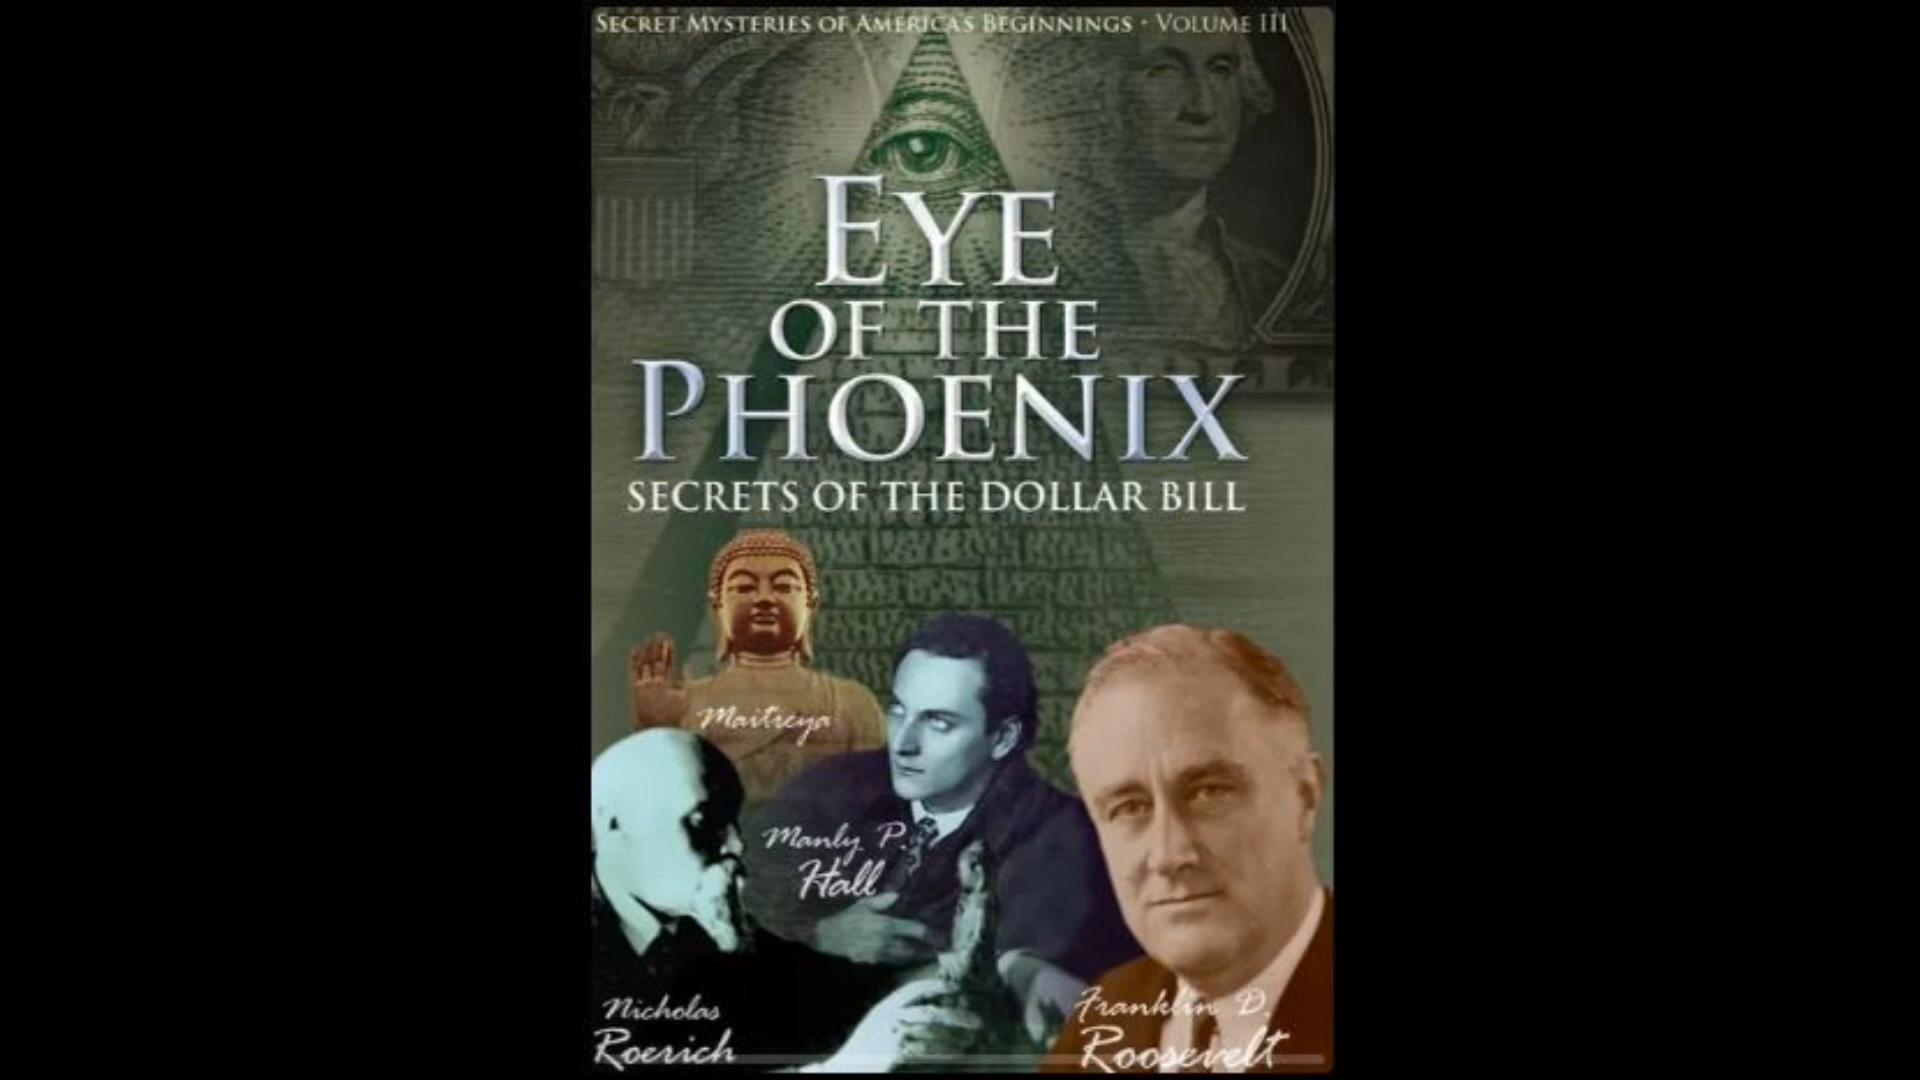 SECRET MYSTERIES OF AMERICA'S BEGINNINGS • VOLUME III
EYE
OF THE
PHOENIX
SECRETS OF THE DOLLAR BILL
Maitreya
Manly P.
Hall
Nicholas
Roerich
Franklin D.
Roosevelt